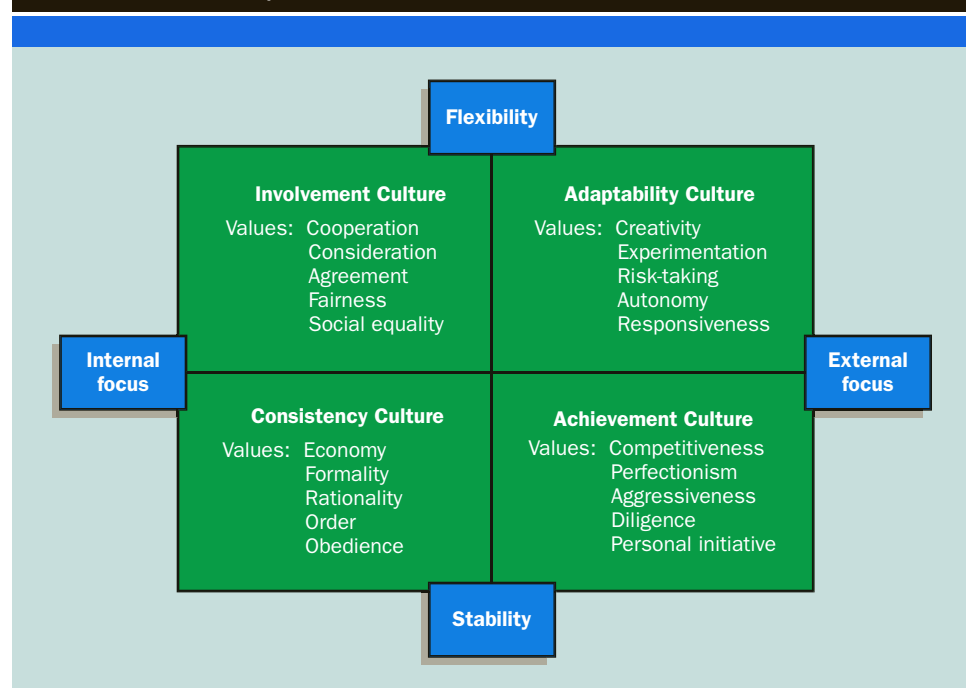 Flexibility
Involvement Culture
Values: Cooperation
Consideration
Agreement
Fairness
Social equality
Adaptability Culture
Values: Creativity
Experimentation
Risk-taking
Autonomy
Responsiveness
Internal
focus
External
focus
Consistency Culture
Values: Economy
Formality
Rationality
Order
Obedience
Achievement Culture
Values: Competitiveness
Perfectionism
Aggressiveness
Diligence
Personal initiative
Stability